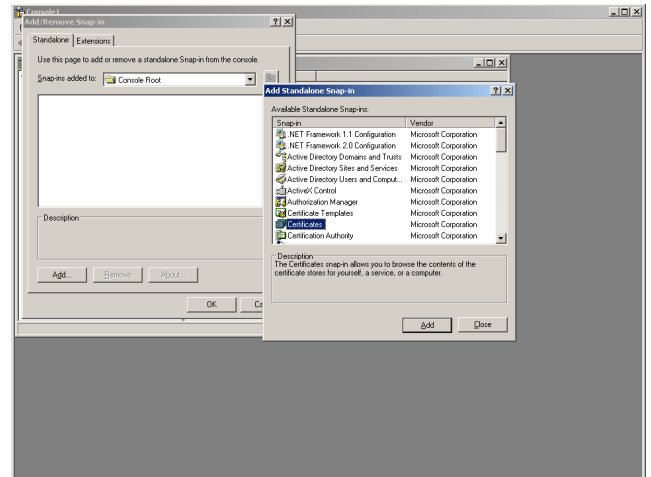 Console1
Add/Remove Snap-in
Standalone Extensions
Use this page to add or remove a standalone Snap-in from the console.
Snap-ins added to: Console Root
Description
Add... Remove About...
OK
Add Standalone Snap-in
Available Standalone Snap-ins:
Snap-in Vendor
.NET Framework 1.1 Configuration Microsoft Corporation
.NET Framework 2.0 Configuration Microsoft Corporation
Active Directory Domains and Trusts Microsoft Corporation
Active Directory Sites and Services Microsoft Corporation
Active Directory Users and Comput... Microsoft Corporation
ActiveX Control Microsoft Corporation
Authorization Manager Microsoft Corporation
Certificate Templates Microsoft Corporation
Certificates Microsoft Corporation
Certification Authority Microsoft Corporation
Description
The Certificates snap-in allows you to browse the contents of the
certificate stores for yourself, a service, or a computer.
Add Close